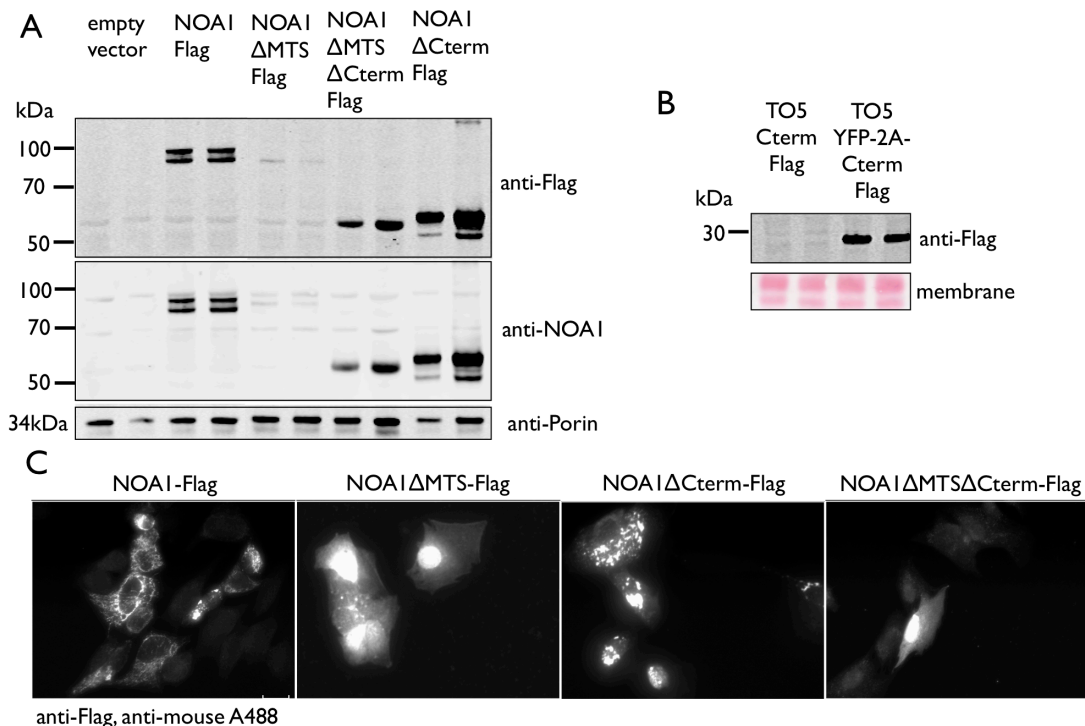 A
empty
vector
NOA1
Flag
NOA1
ΔMTS
Flag
NOA1
ΔMTS
ΔCterm
Flag
NOA1
ΔCterm
Flag
kDa
100
70
50
anti-Flag
100
70
50
anti-NOA1
34kDa
anti-Porin
B
TO5
Cterm
Flag
TO5
YFP-2A-
Cterm
Flag
kDa
30
anti-Flag
membrane
C
NOA1-Flag
NOA1ΔMTS-Flag
NOA1ΔCterm-Flag
NOA1ΔMTSΔCterm-Flag
anti-Flag, anti-mouse A488